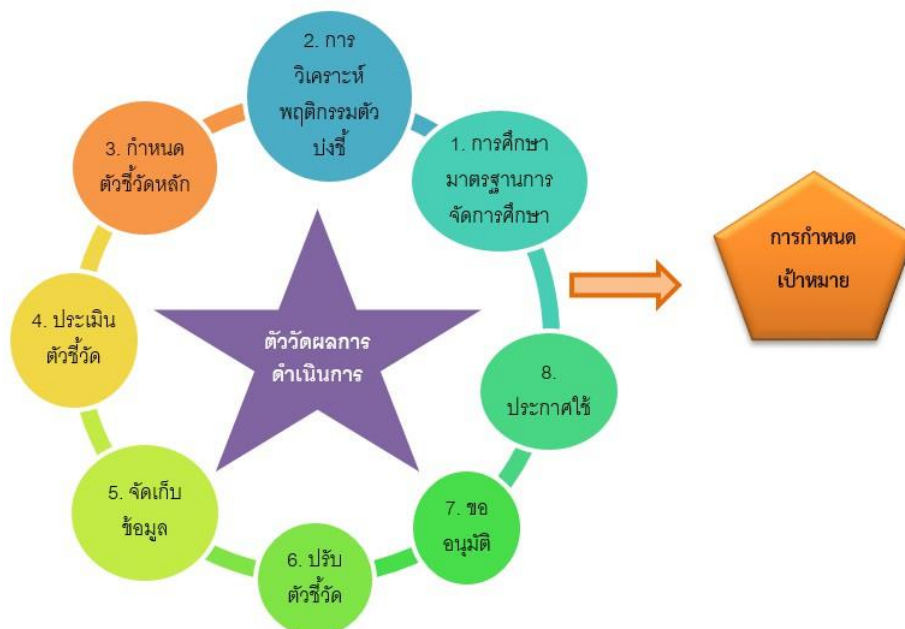 2. การ
วิเคราะห์
พฤติกรรมตัว
บ่งชี้
1. การศึกษา
มาตรฐานการ
จัดการศึกษา
3. กำหนด
ตัวชี้วัดหลัก
การกำหนด
เป้าหมาย
4. ประเมิน
ตัวชี้วัด
ตัววัดผลการ
ดำเนินการ
8.
ประกาศใช้
5. จัดเก็บ
ข้อมูล
7. ขอ
อนุมัติ
6. ปรับ
ตัวชี้วัด